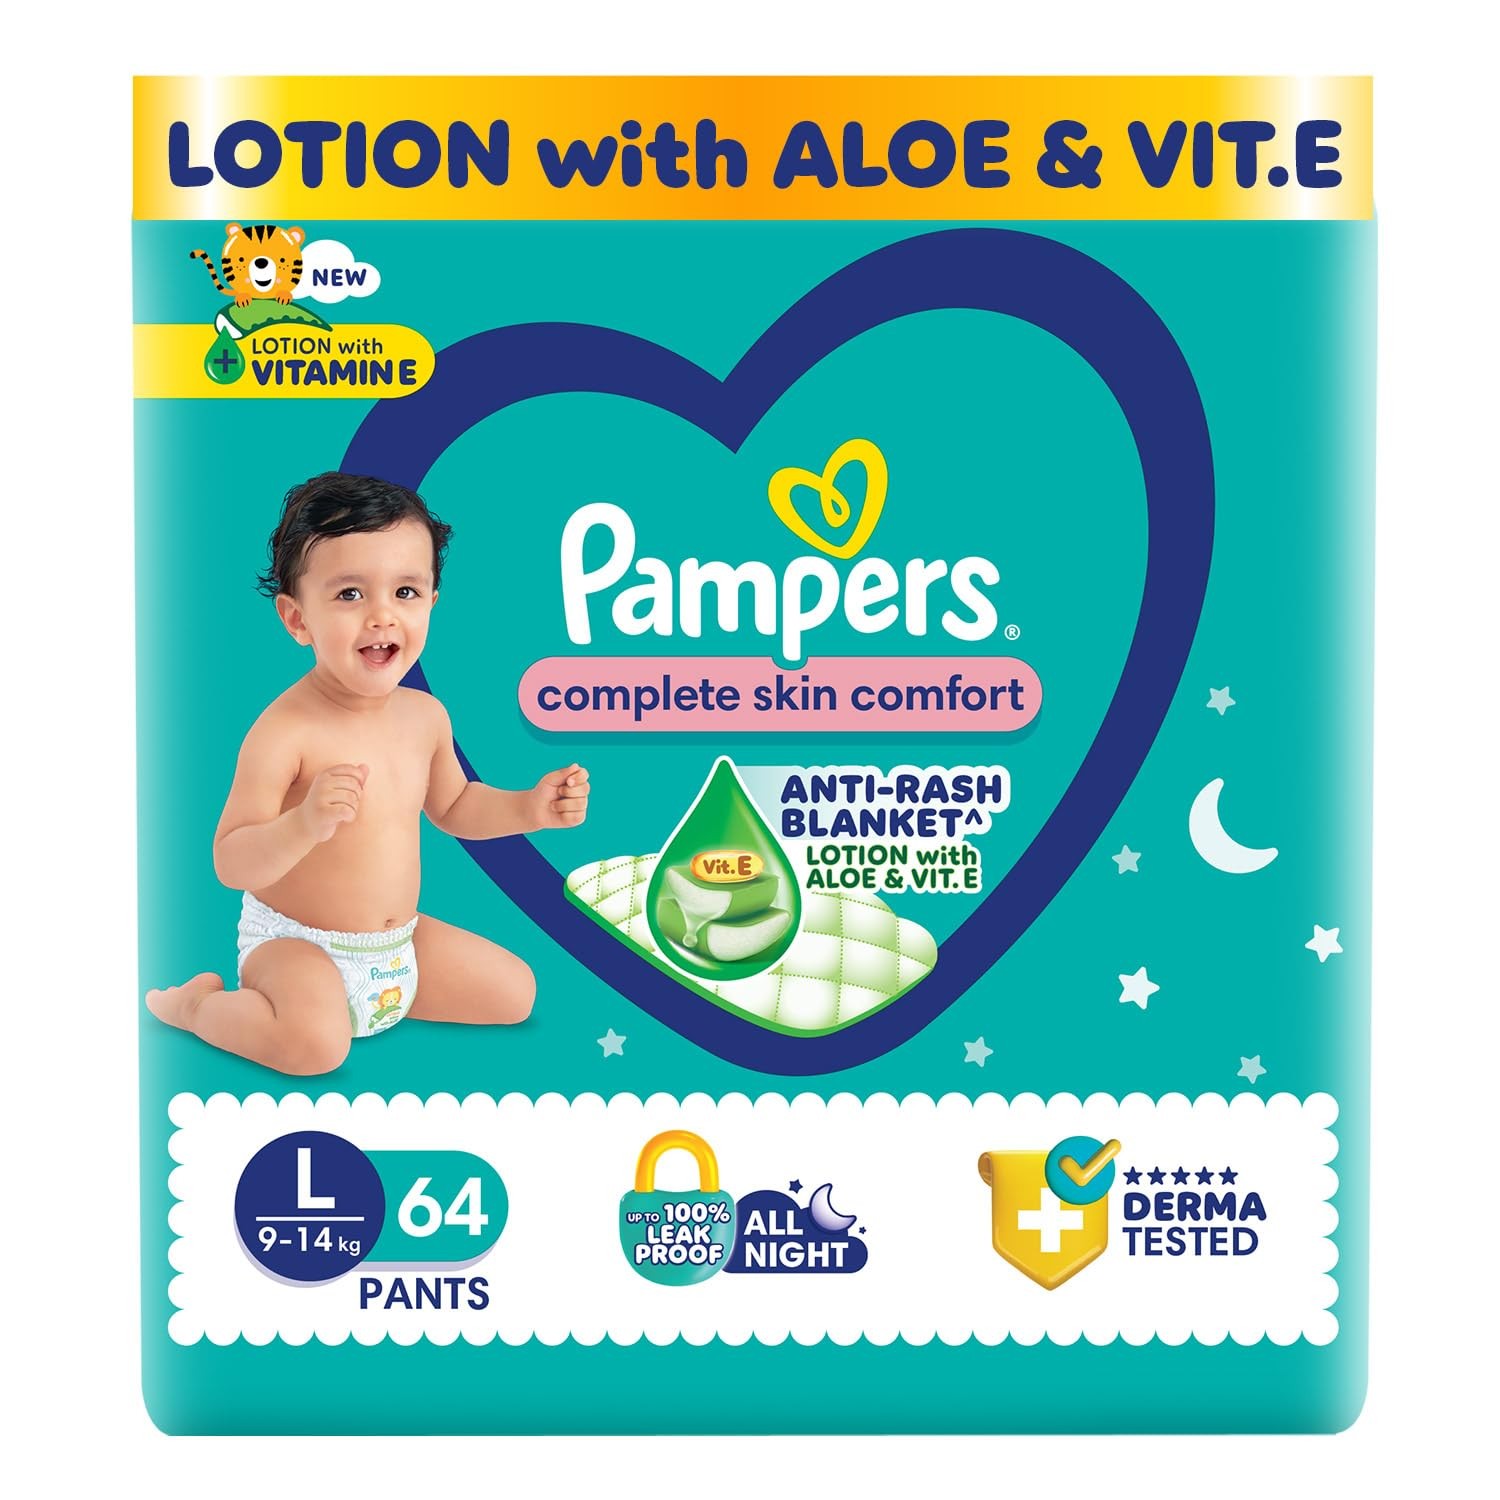 LOTION with ALOE & VIT.E
NEW
LOTION with
VITAMIN E
Pampers®
complete skin comfort
ANTI-RASH
BLANKET^
LOTION with
ALOE & VIT.E
Vit.E
Pampers
L
9-14 kg
64
PANTS
UP TO 100%
LEAK
PROOF
ALL
NIGHT
DERMA
TESTED